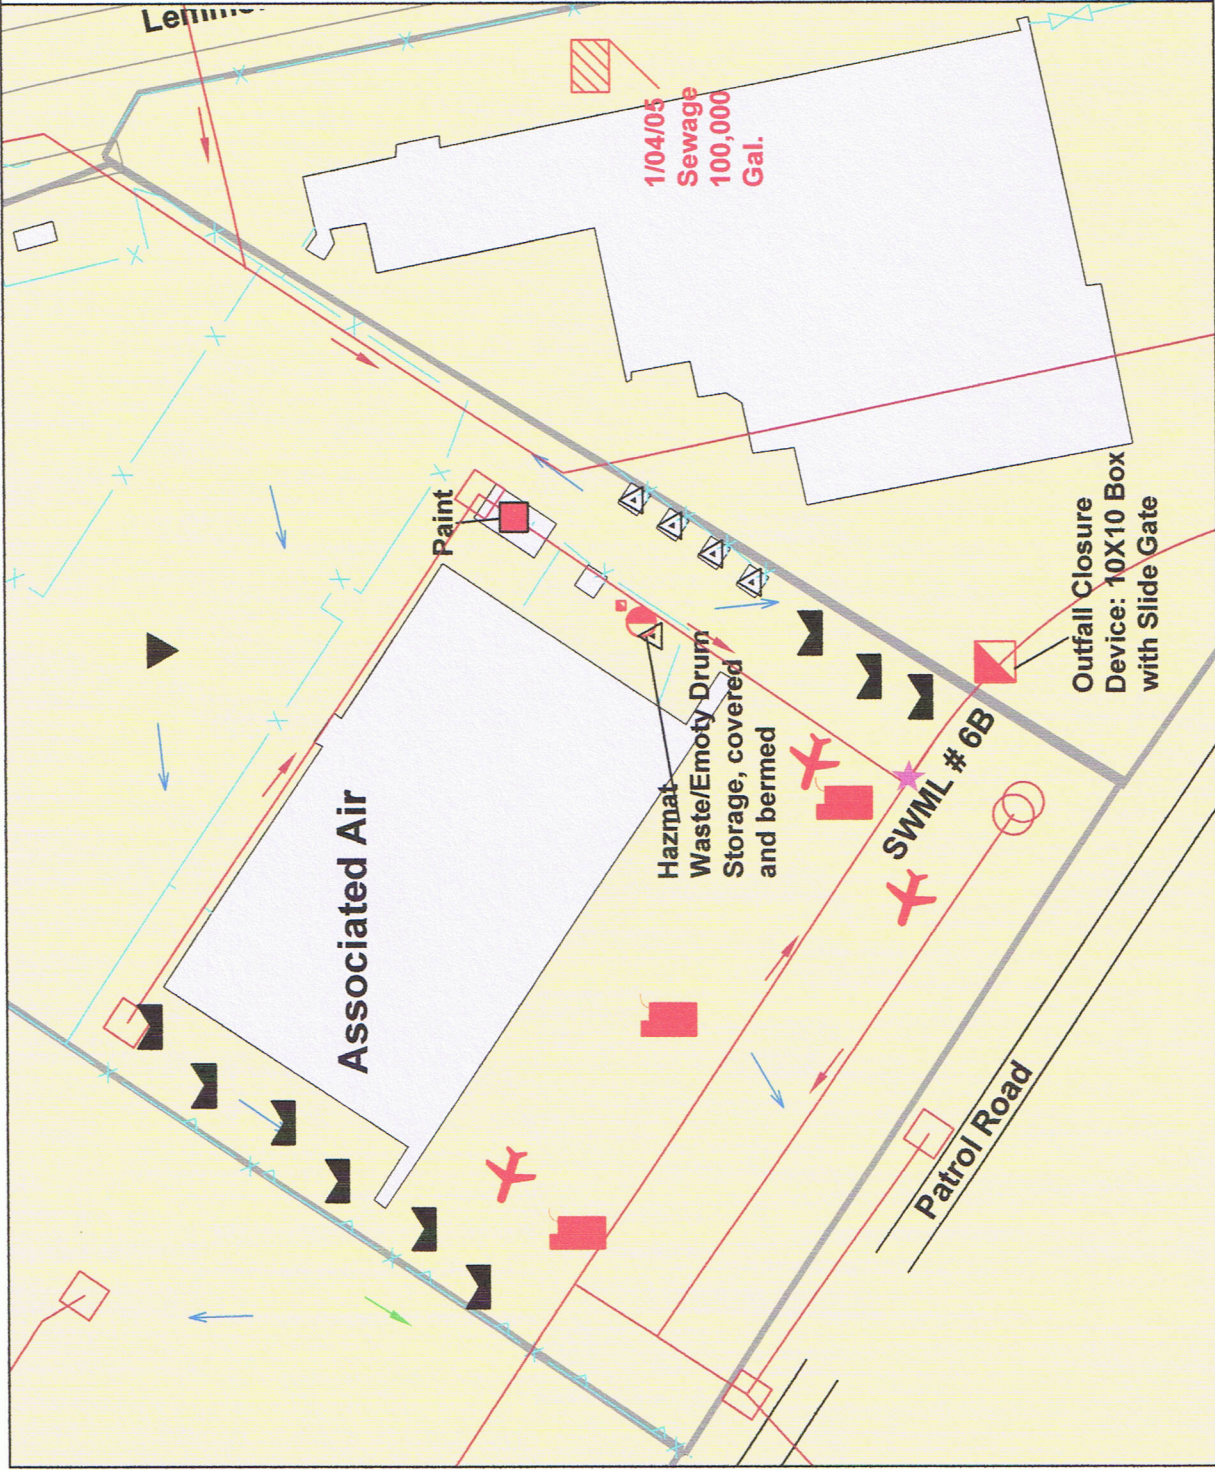 1/04/05
Sewage
100,000
Gal.
Paint
Associated Air
Hazmat
Waste/Emoty Drum
Storage, covered
and bermed
SWML # 6B
Outfall Closure
Device: 10X10 Box
with Slide Gate
Patrol Road